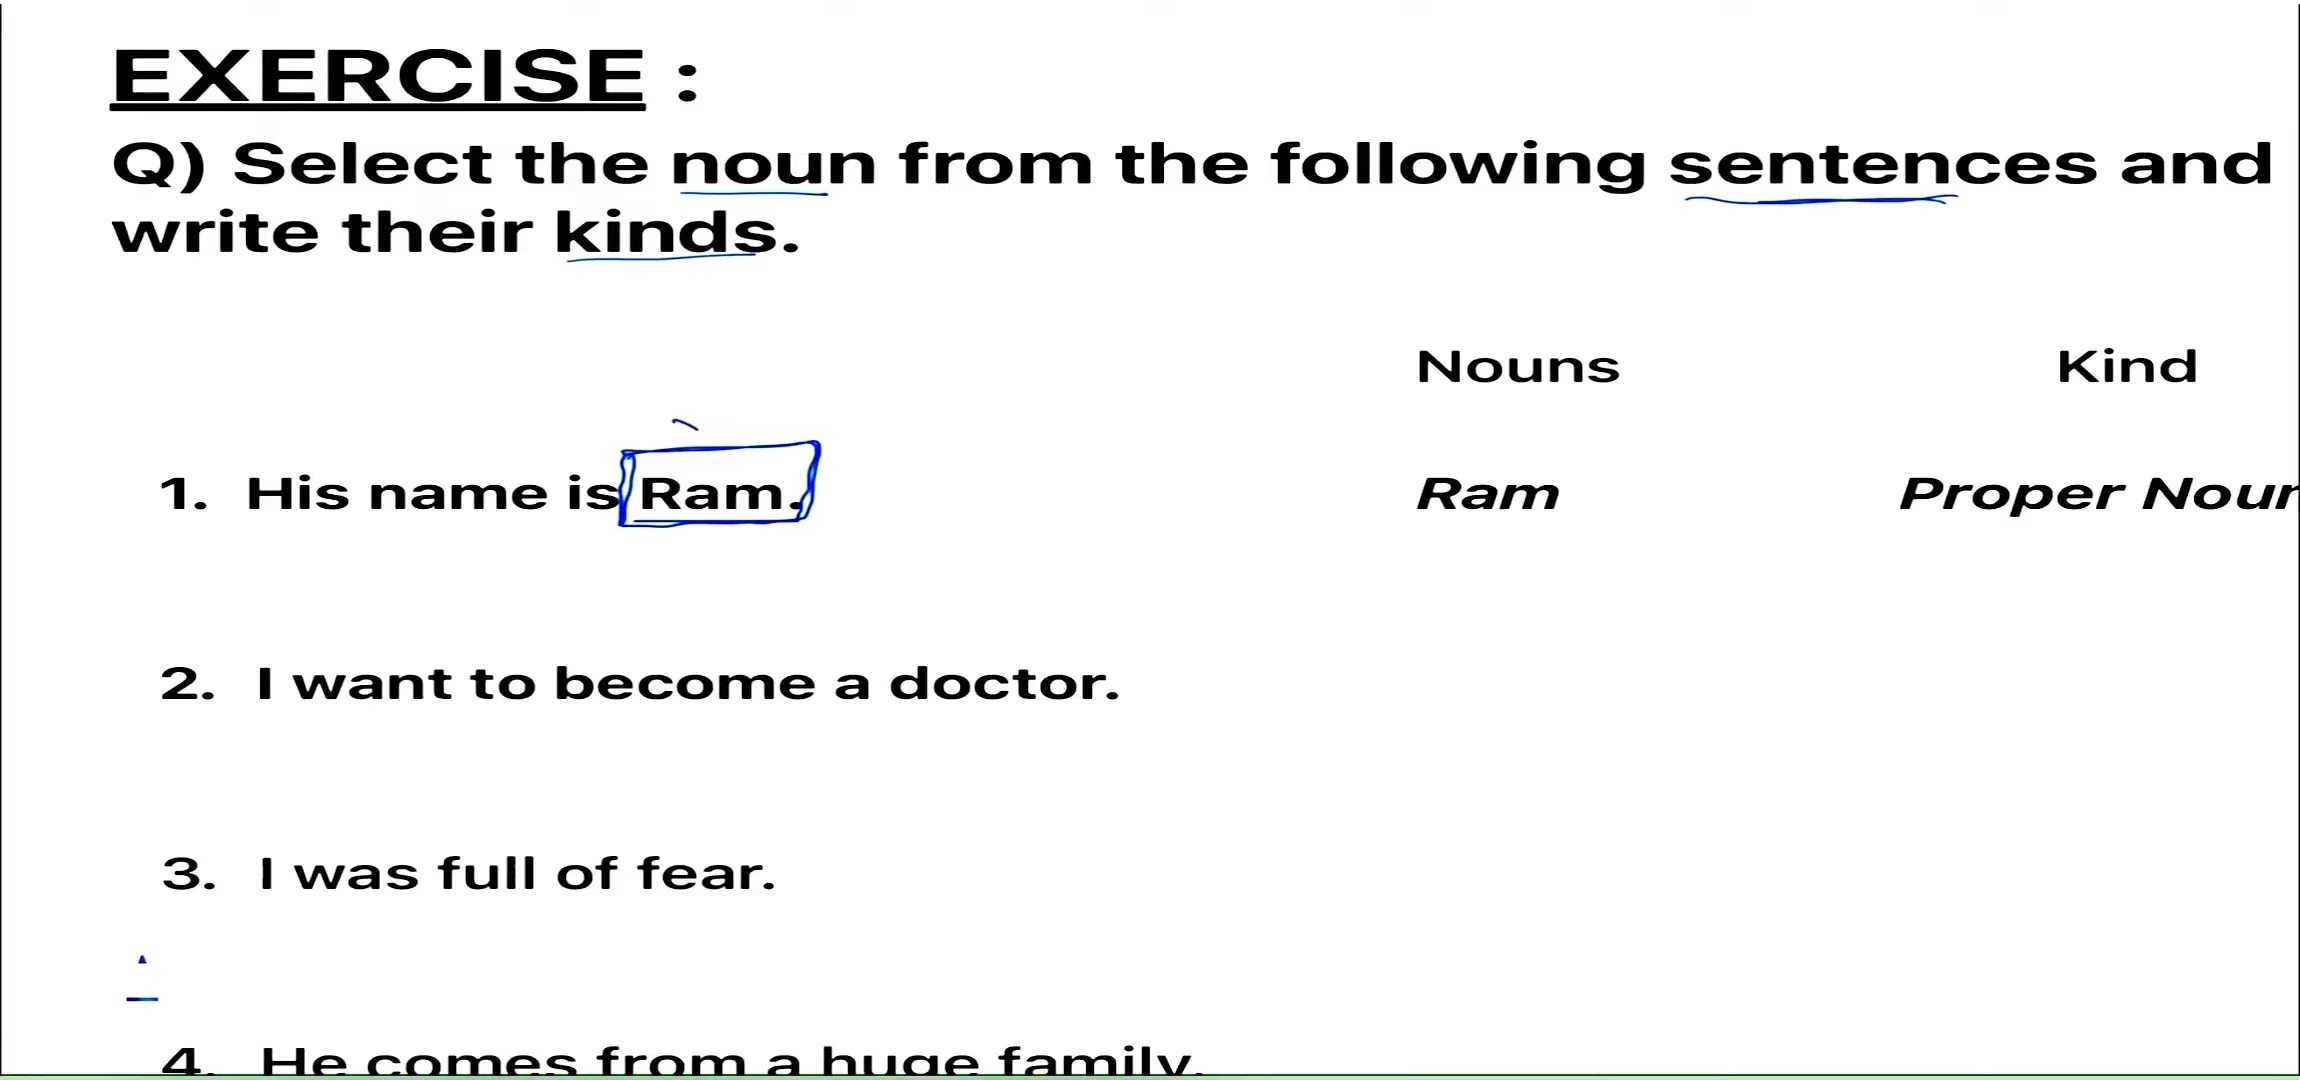 EXERCISE :
Q) Select the noun from the following sentences and
write their kinds.
Nouns Kind
1. His name is Ram. Ram Proper Noun
2. I want to become a doctor.
3. I was full of fear.
4. He comes from a huge family.